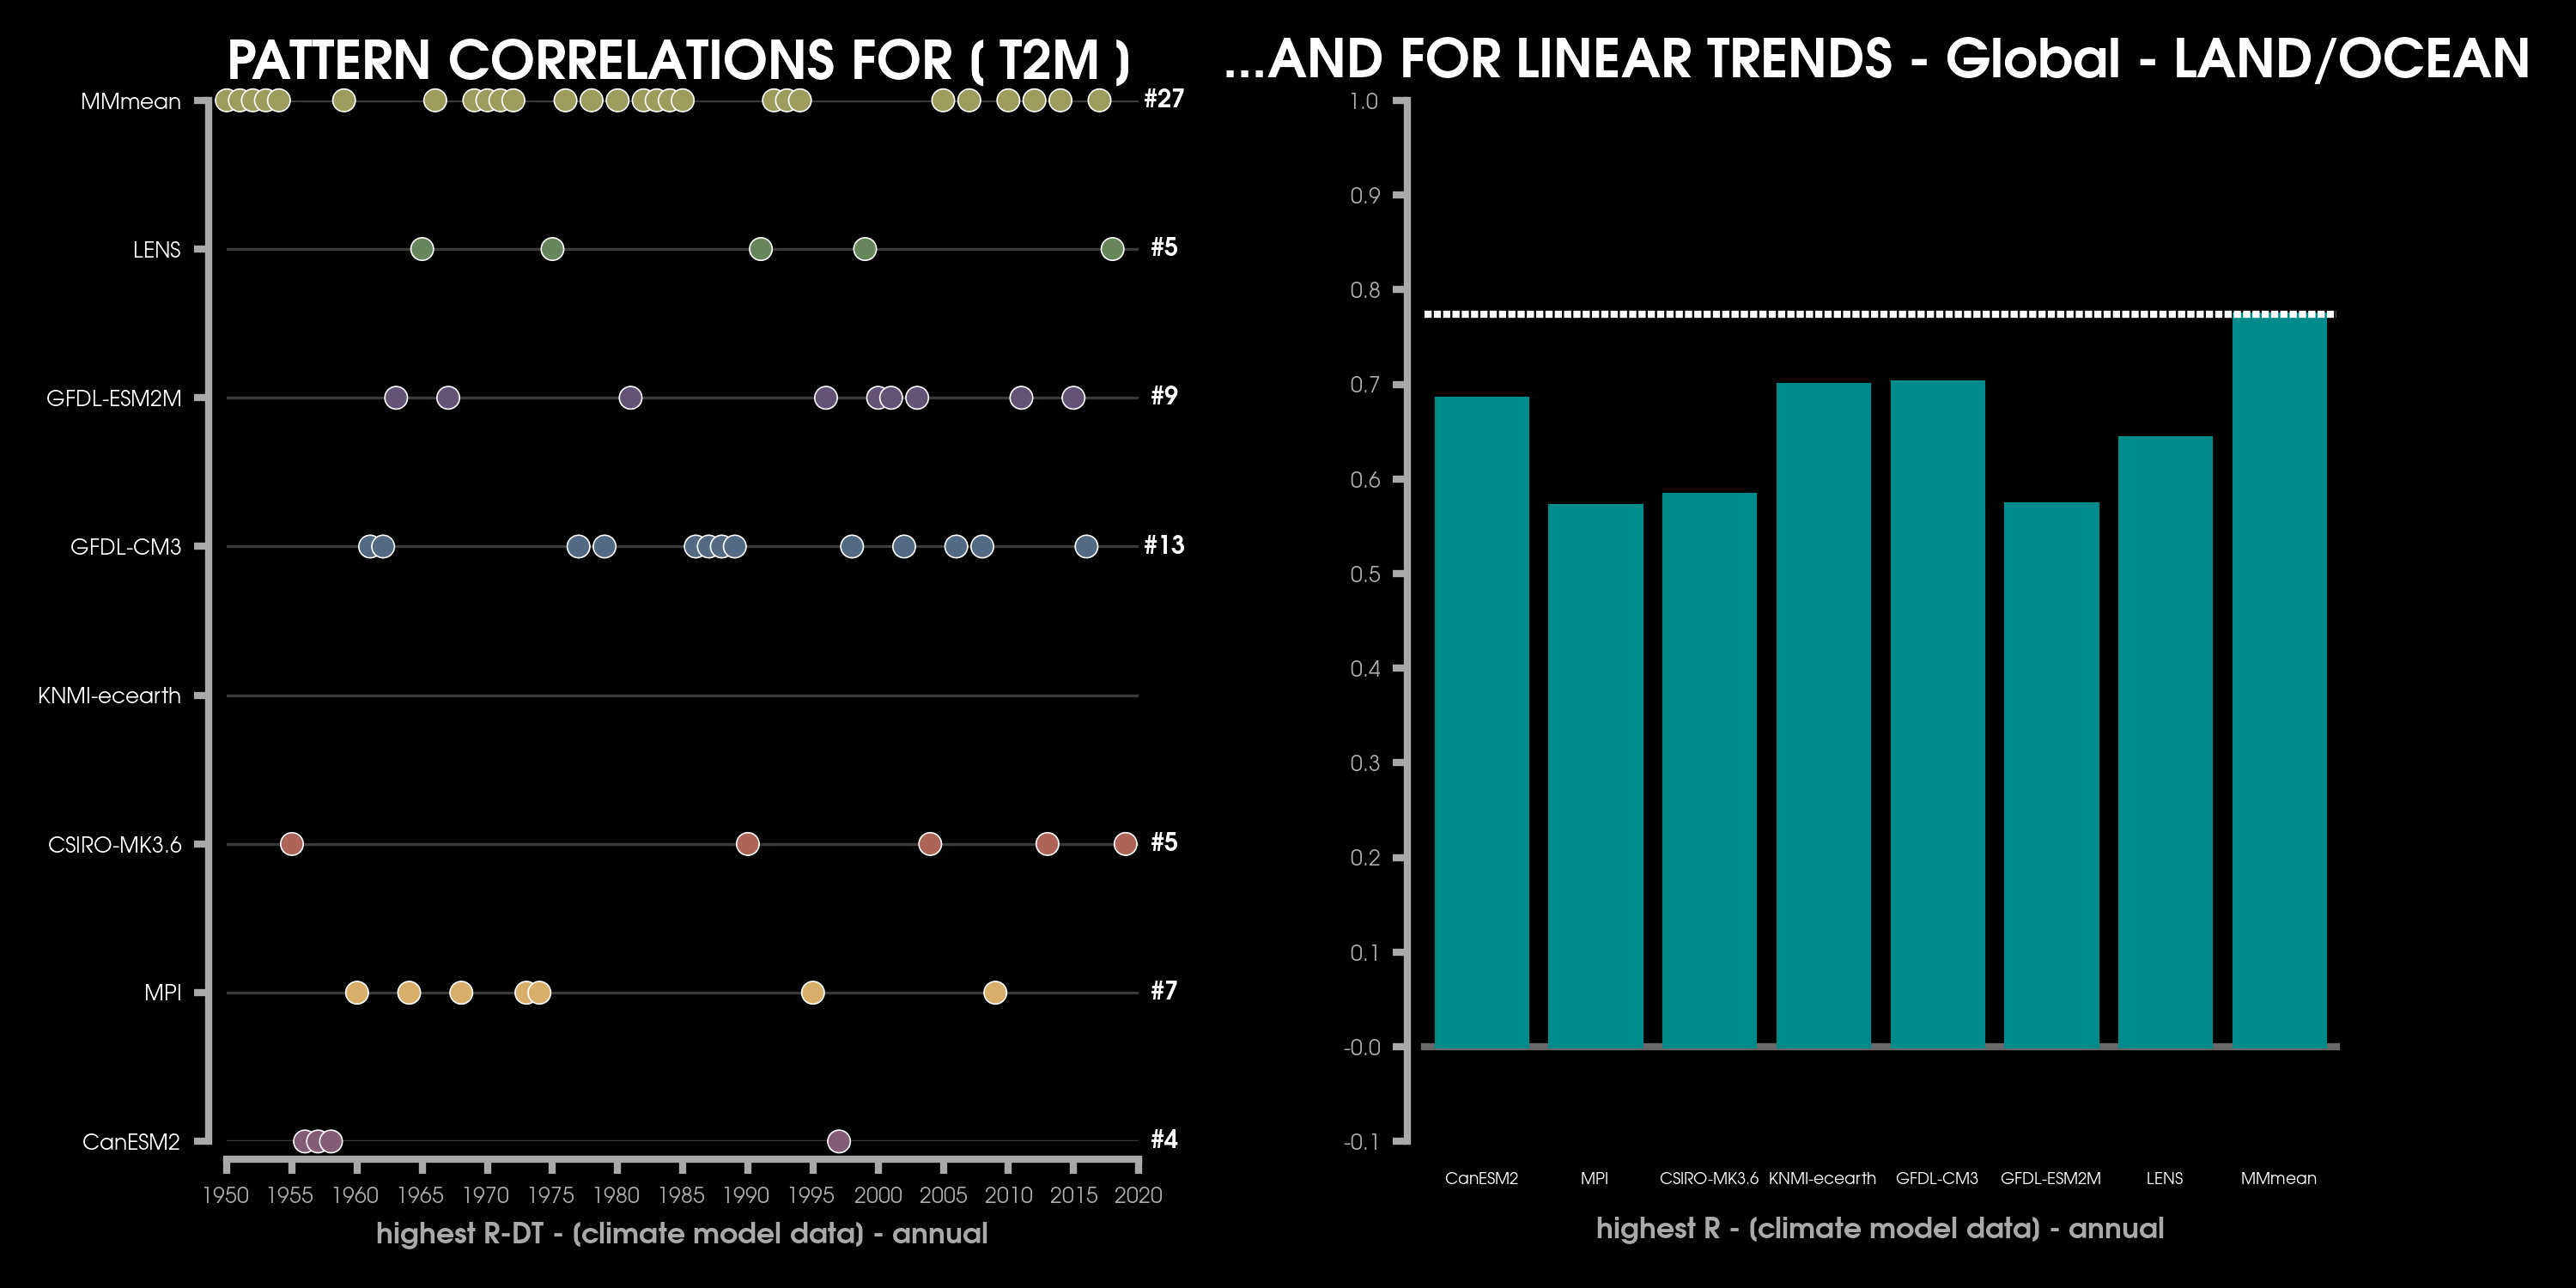 PATTERN CORRELATIONS FOR ( T2M )
MMmean
#27
LENS
#5
GFDL-ESM2M
#9
GFDL-CM3
#13
KNMI-ecearth
CSIRO-MK3.6
#5
MPI
#7
CanESM2
#4
1950 1955 1960 1965 1970 1975 1980 1985 1990 1995 2000 2005 2010 2015 2020
highest R-DT - (climate model data) - annual
...AND FOR LINEAR TRENDS - Global - LAND/OCEAN
1.0
0.9
0.8
0.7
0.6
0.5
0.4
0.3
0.2
0.1
-0.0
-0.1
CanESM2 MPI CSIRO-MK3.6 KNMI-ecearth GFDL-CM3 GFDL-ESM2M LENS MMmean
highest R - (climate model data) - annual